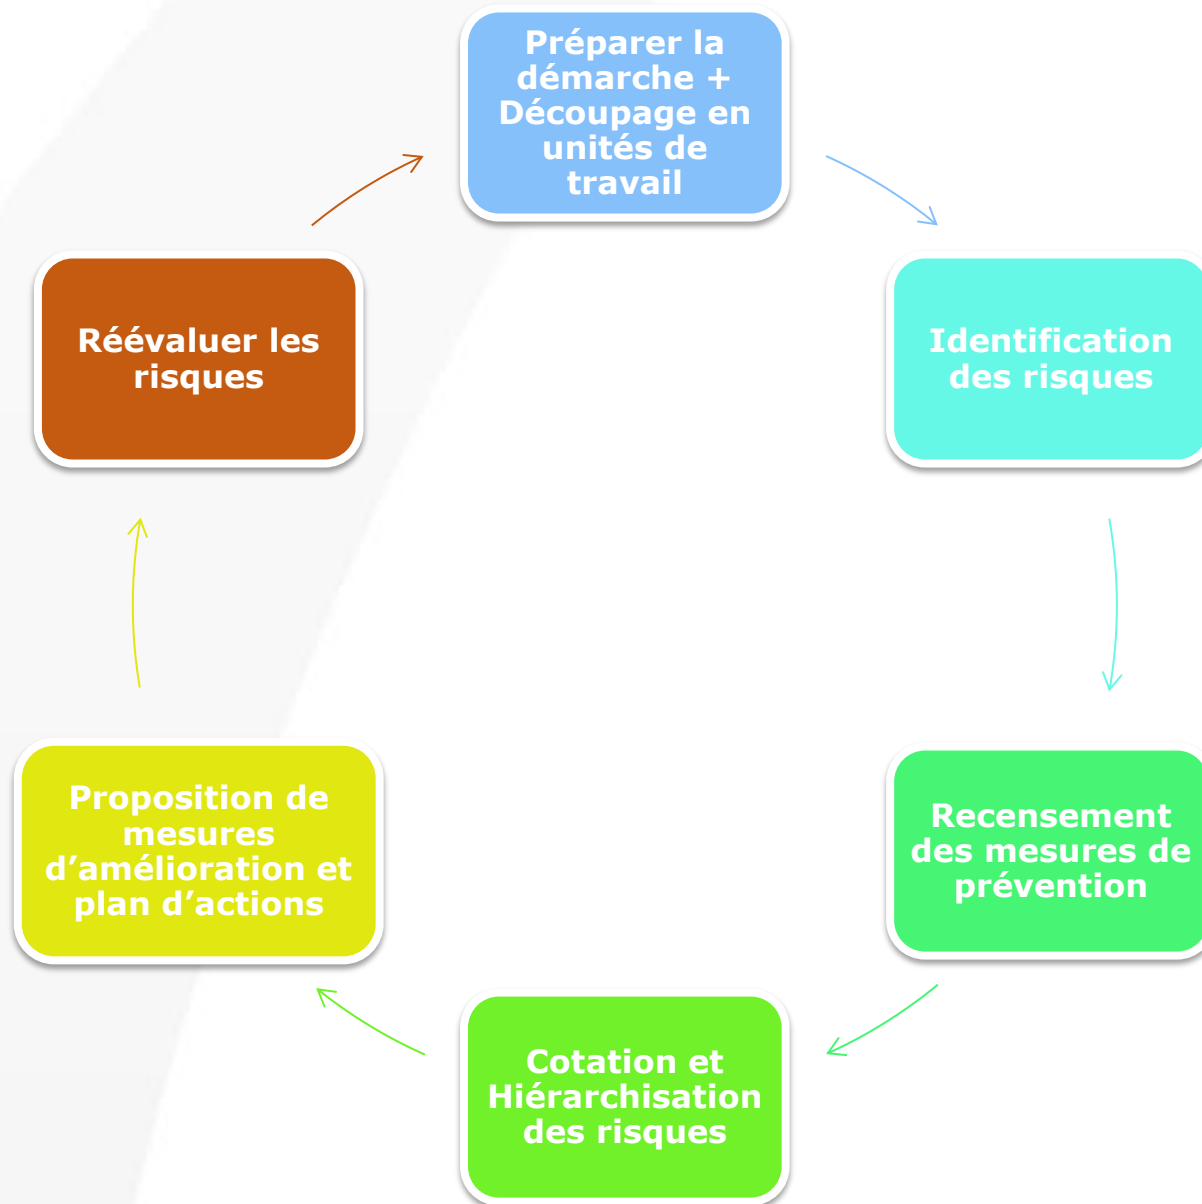 Préparer la
démarche +
Découpage en
unités de
travail
Identification
des risques
Recensement
des mesures de
prévention
Cotation et
Hiérarchisation
des risques
Proposition de
mesures
d’amélioration et
plan d’actions
Réévaluer les
risques